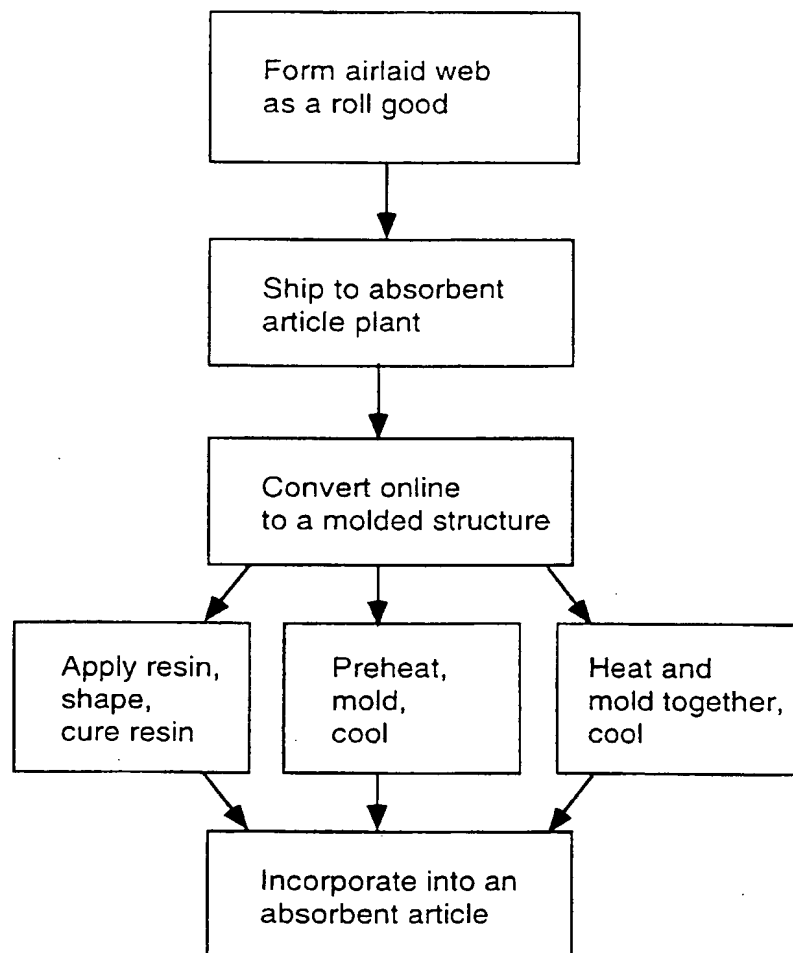 Form airlaid web
as a roll good
Ship to absorbent
article plant
Convert online
to a molded structure
Apply resin,
shape,
cure resin
Preheat,
mold,
cool
Heat and
mold together,
cool
Incorporate into an
absorbent article